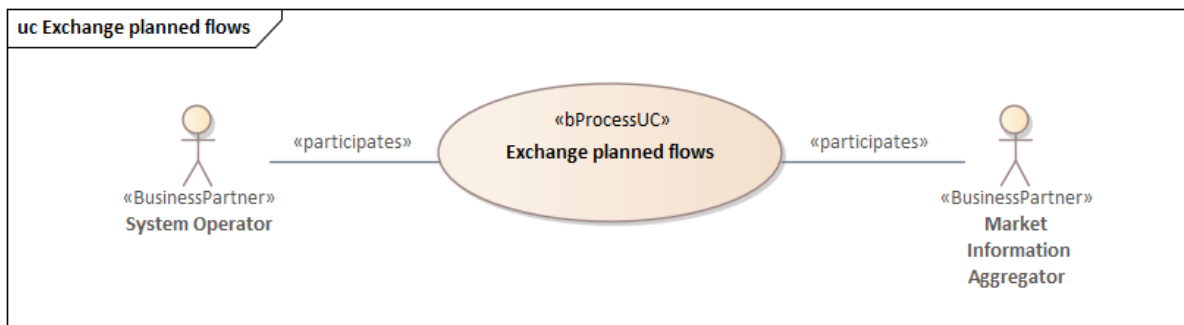 uc Exchange planned flows
«bProcessUC»
Exchange planned flows
«participates»
«participates»
«BusinessPartner»
System Operator
«BusinessPartner»
Market
Information
Aggregator